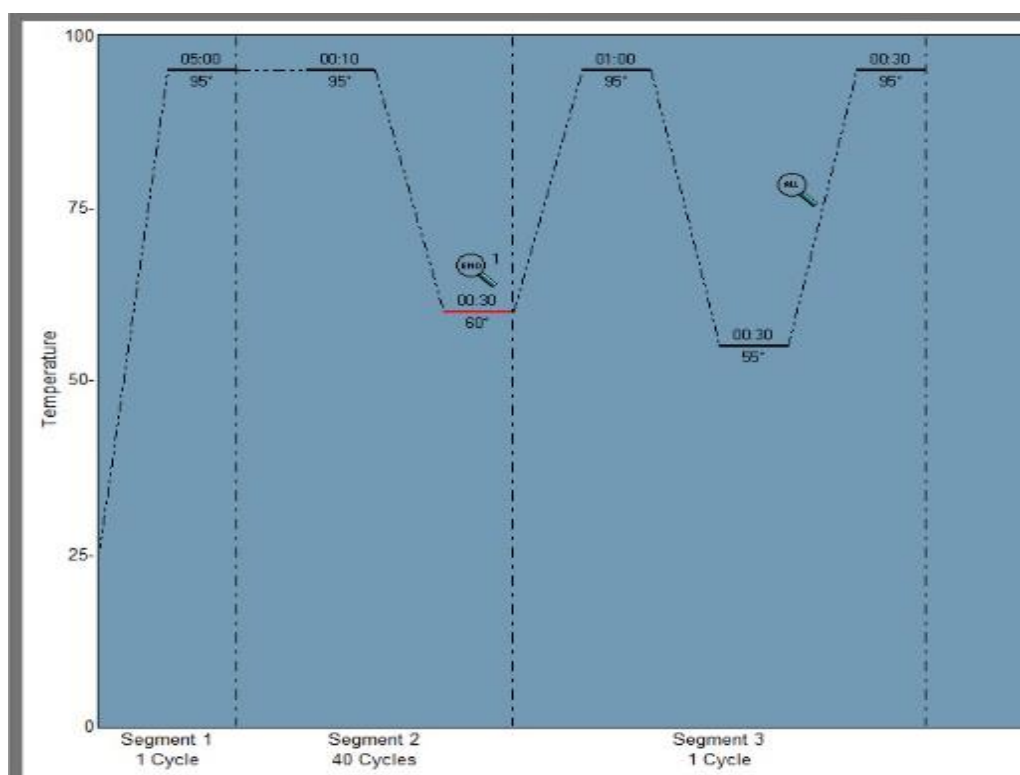 100
05:00
95°
00:10
95°
01:00
95°
00:30
95°
ALL
75-
END
1
00:30
60°
00:30
55°
50-
Temperature
25-
0
Segment 1
1 Cycle
Segment 2
40 Cycles
Segment 3
1 Cycle